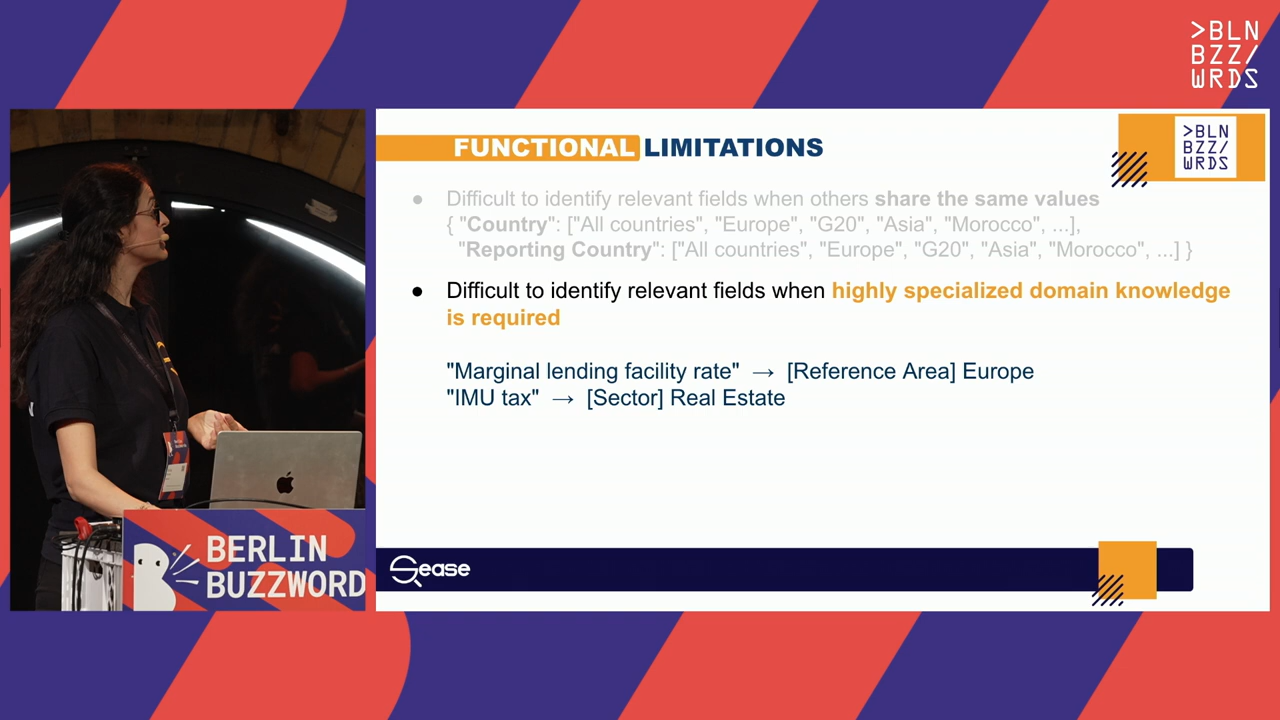 >BLN
BZZ/
WRDS
FUNCTIONAL LIMITATIONS
>BLN
BZZ/
WRDS
● Difficult to identify relevant fields when others share the same values
{ "Country": ["All countries", "Europe", "G20", "Asia", "Morocco", ...],
"Reporting Country": ["All countries", "Europe", "G20", "Asia", "Morocco", ...] }
● Difficult to identify relevant fields when highly specialized domain knowledge
is required
"Marginal lending facility rate" → [Reference Area] Europe
"IMU tax" → [Sector] Real Estate
BERLIN
BUZZWORD
Sease